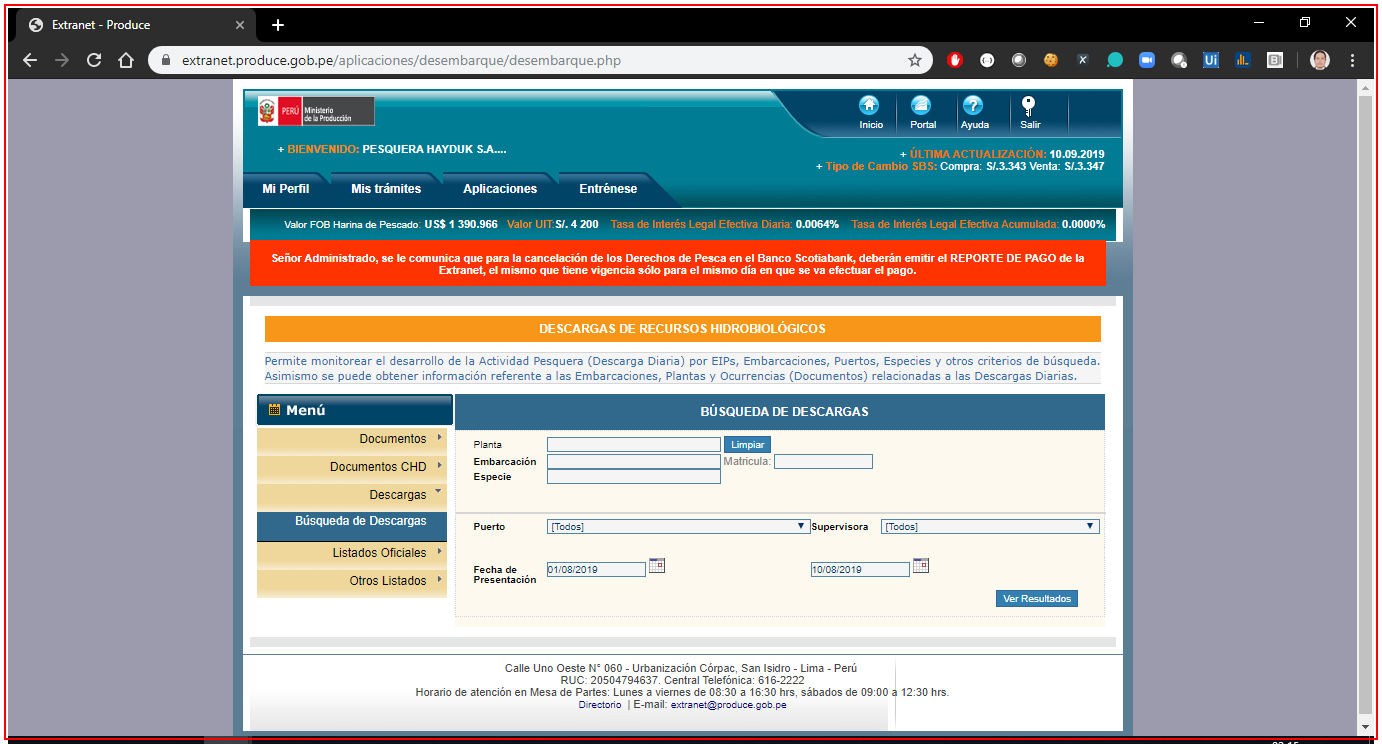 Extranet - Produce
extranet.produce.gob.pe/aplicaciones/desembarque/desembarque.php
PERÚ Ministerio de la Producción
Inicio Portal Ayuda Salir
+ BIENVENIDO: PESQUERA HAYDUK S.A....
+ ÚLTIMA ACTUALIZACIÓN: 10.09.2019
+ Tipo de Cambio SBS: Compra: S/.3.343 Venta: S/.3.347
Mi Perfil Mis trámites Aplicaciones Entrénese
Valor FOB Harina de Pescado: US$ 1 390.966 Valor UIT:S/. 4 200 Tasa de Interés Legal Efectiva Diaria: 0.0064% Tasa de Interés Legal Efectiva Acumulada: 0.0000%
Señor Administrado, se le comunica que para la cancelación de los Derechos de Pesca en el Banco Scotiabank, deberán emitir el REPORTE DE PAGO de la
Extranet, el mismo que tiene vigencia sólo para el mismo día en que se va efectuar el pago.
DESCARGAS DE RECURSOS HIDROBIOLÓGICOS
Permite monitorear el desarrollo de la Actividad Pesquera (Descarga Diaria) por EIPs, Embarcaciones, Puertos, Especies y otros criterios de búsqueda.
Asimismo se puede obtener información referente a las Embarcaciones, Plantas y Ocurrencias (Documentos) relacionadas a las Descargas Diarias.
Menú
Documentos
Documentos CHD
Descargas
Búsqueda de Descargas
Listados Oficiales
Otros Listados
BÚSQUEDA DE DESCARGAS
Planta Limpiar
Embarcación Matricula:
Especie
Puerto [Todos] Supervisora [Todos]
Fecha de Presentación 01/08/2019 10/08/2019
Ver Resultados
Calle Uno Oeste N° 060 - Urbanización Córpac, San Isidro - Lima - Perú
RUC: 20504794637. Central Telefónica: 616-2222
Horario de atención en Mesa de Partes: Lunes a viernes de 08:30 a 16:30 hrs, sábados de 09:00 a 12:30 hrs.
Directorio | E-mail: extranet@produce.gob.pe